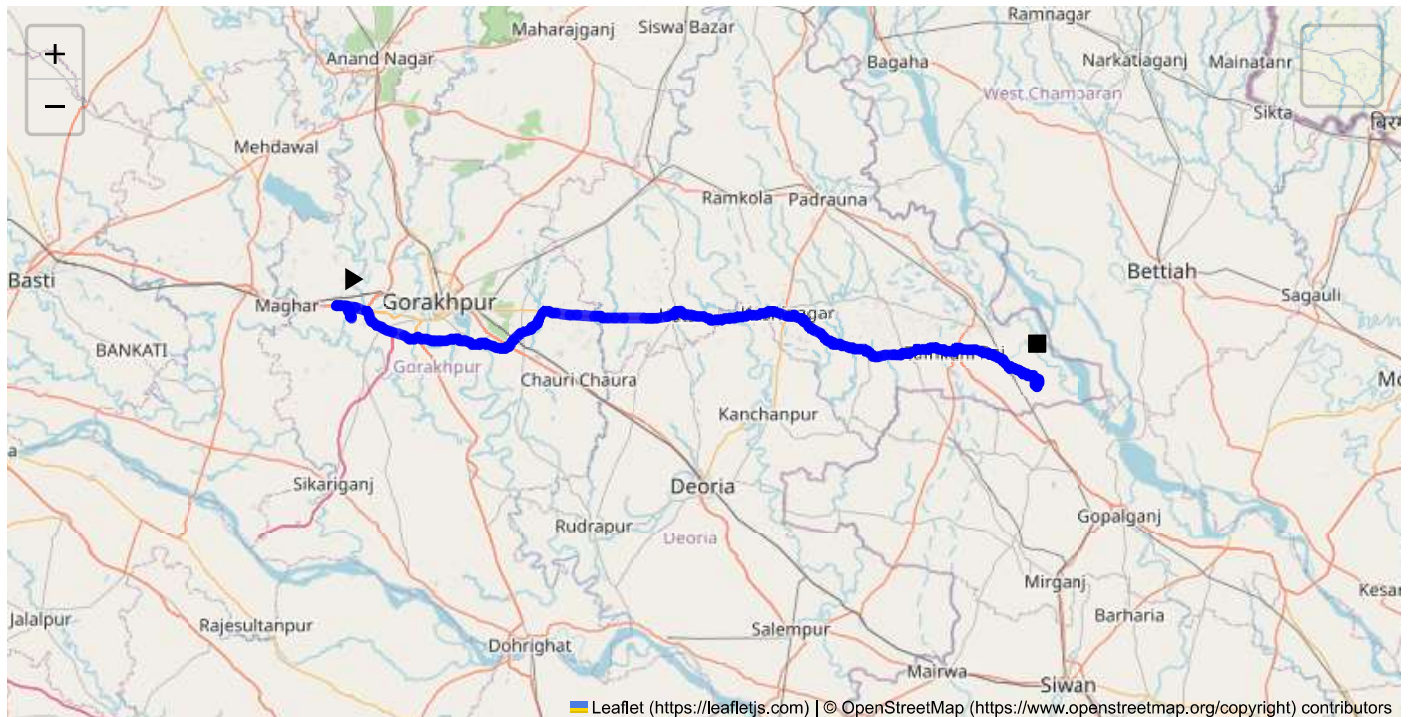 Ramnagar
Maharajganj
Siswa Bazar
+
Anand Nagar
Bagaha
Narkatiaganj
Mainatanr
West Champaran
−
Sikta
Mehdawal
Ramkola
Padrauna
Basti
Bettiah
Maghar
Gorakhpur
Sagauli
BANKATI
Gorakhpur
Chauri Chaura
Kanchanpur
Sikariganj
Deoria
Gopalganj
Rudrapur
Deoria
Mirganj
Jalalpur
Rajesultanpur
Barharia
Salempur
Dohrighat
Mairwa
Siwan
Leaflet (https://leafletjs.com) | © OpenStreetMap (https://www.openstreetmap.org/copyright) contributors